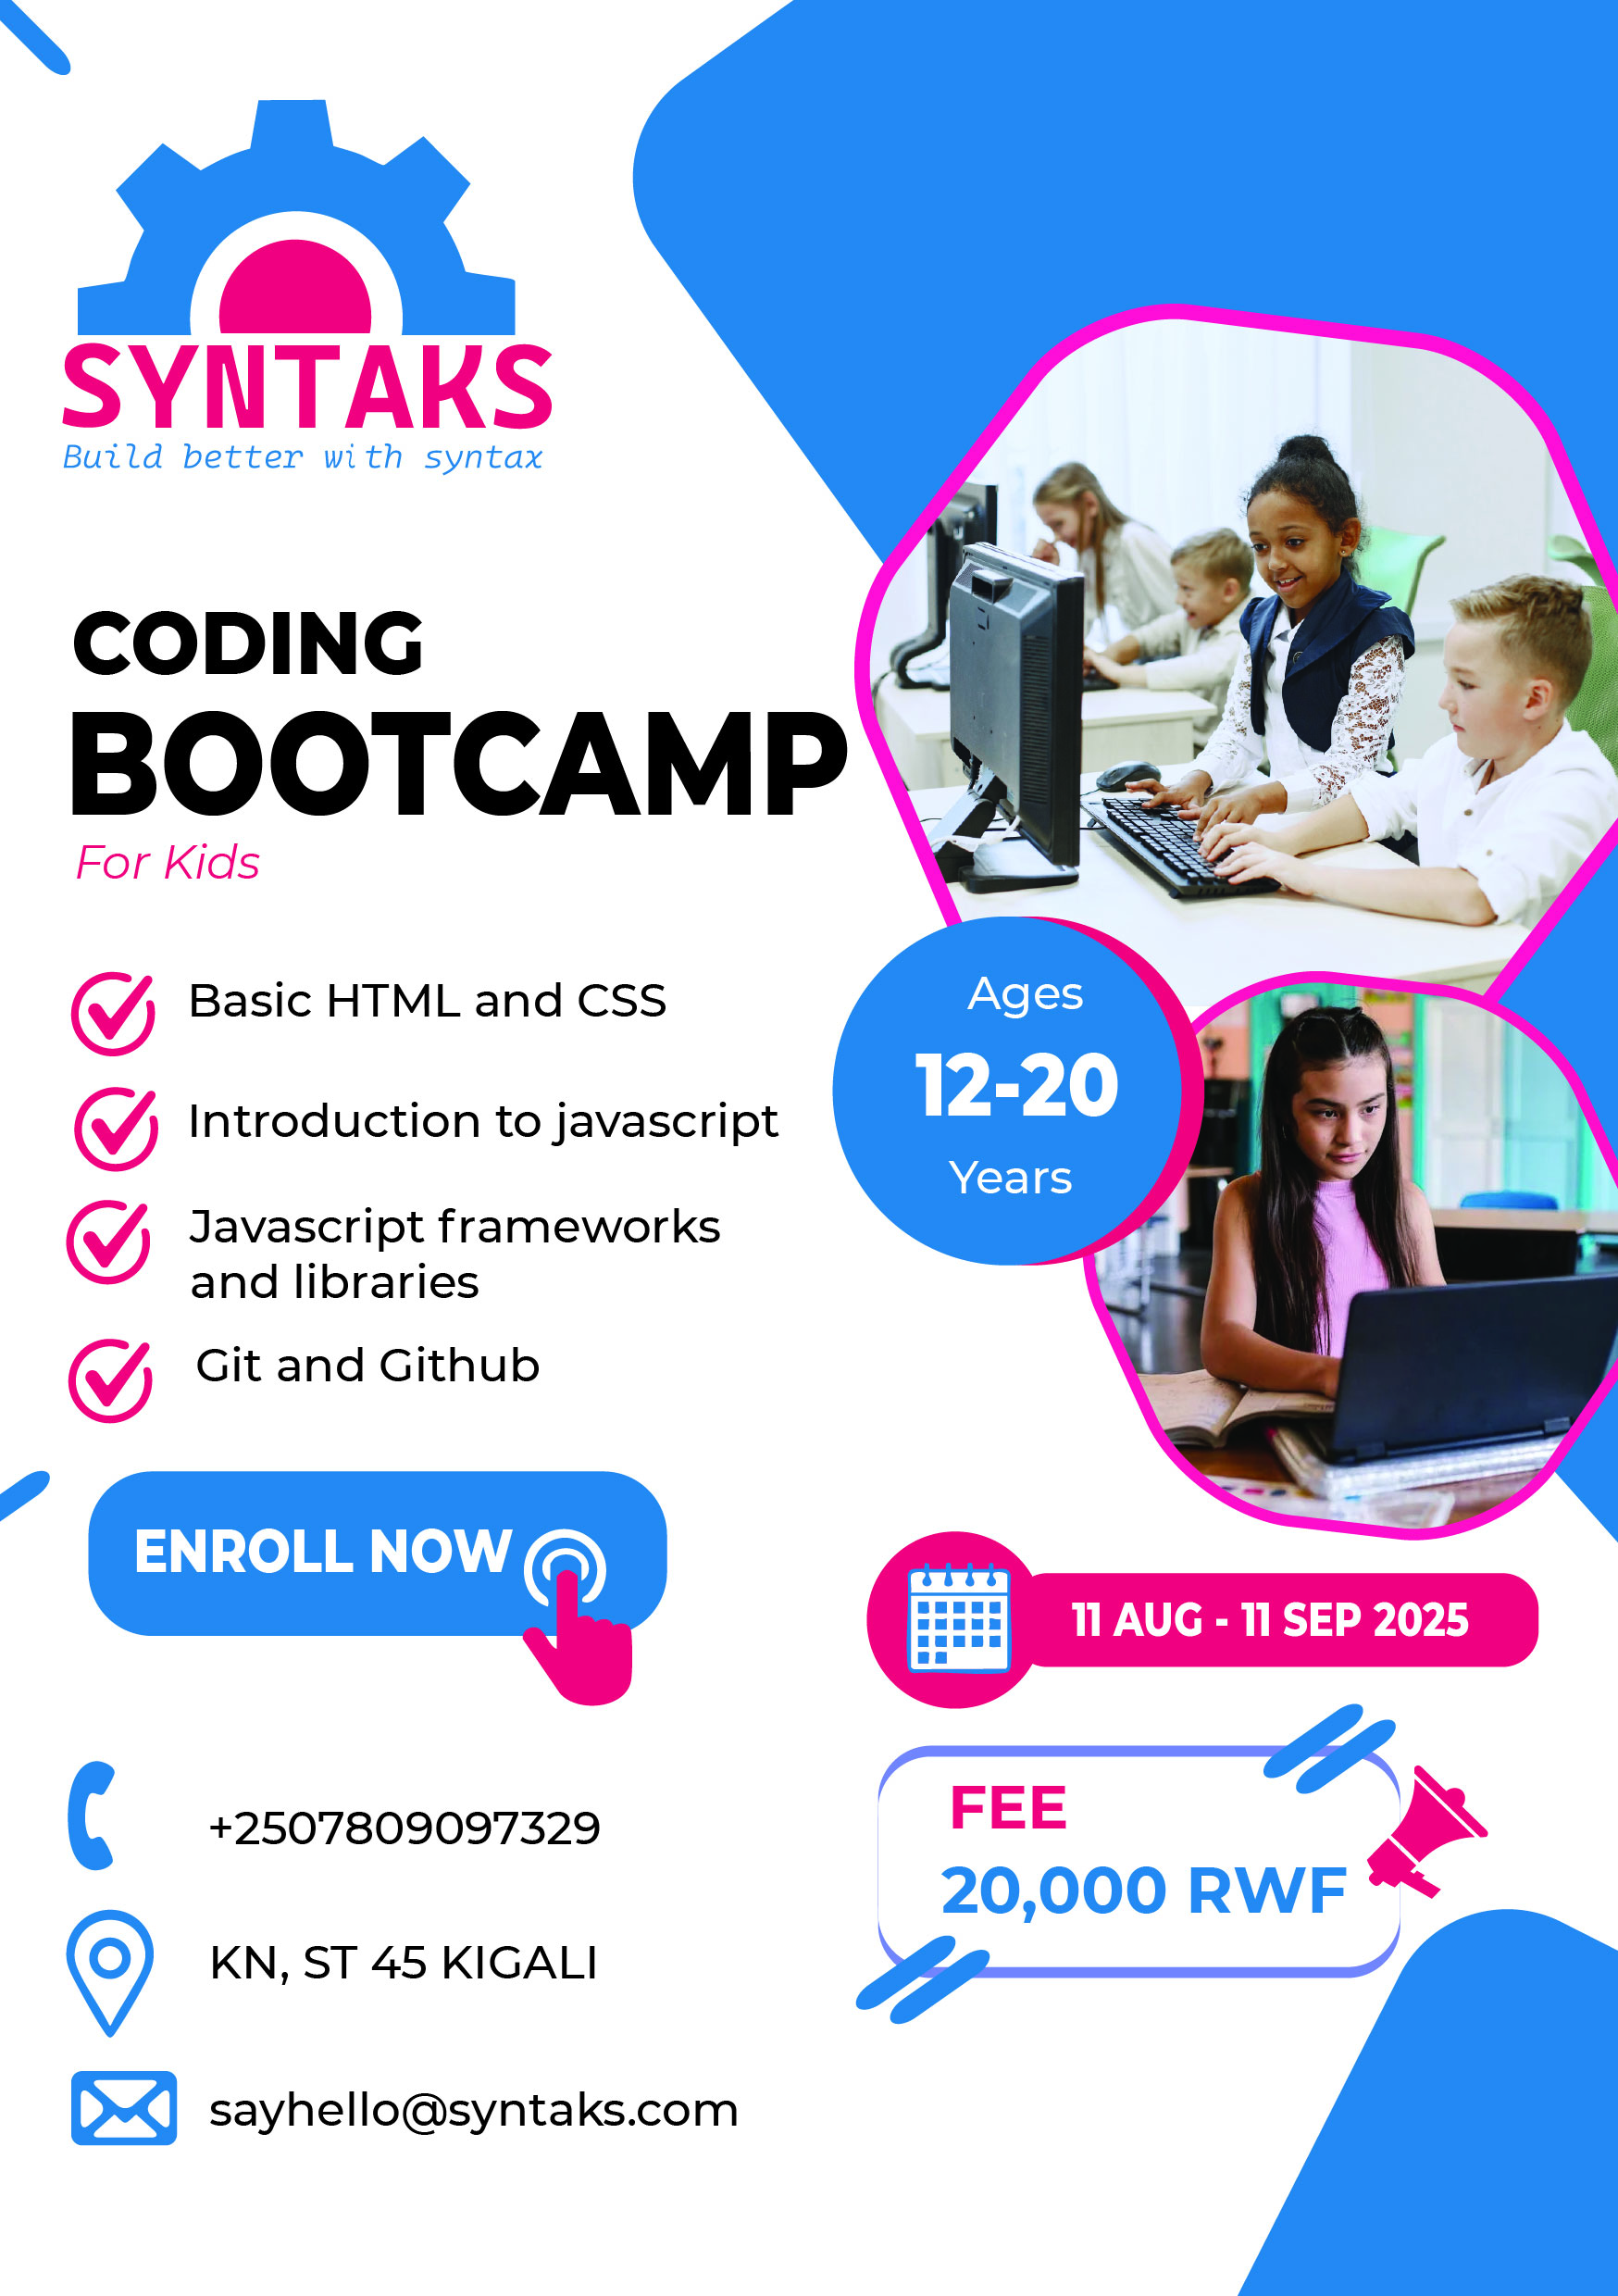 SYNTAKS
Build better with syntax
CODING
BOOTCAMP
For Kids
Basic HTML and CSS
Introduction to javascript
Javascript frameworks
and libraries
Git and Github
Ages
12-20
Years
ENROLL NOW
11 AUG - 11 SEP 2025
FEE
20,000 RWF
+2507809097329
KN, ST 45 KIGALI
sayhello@syntaks.com